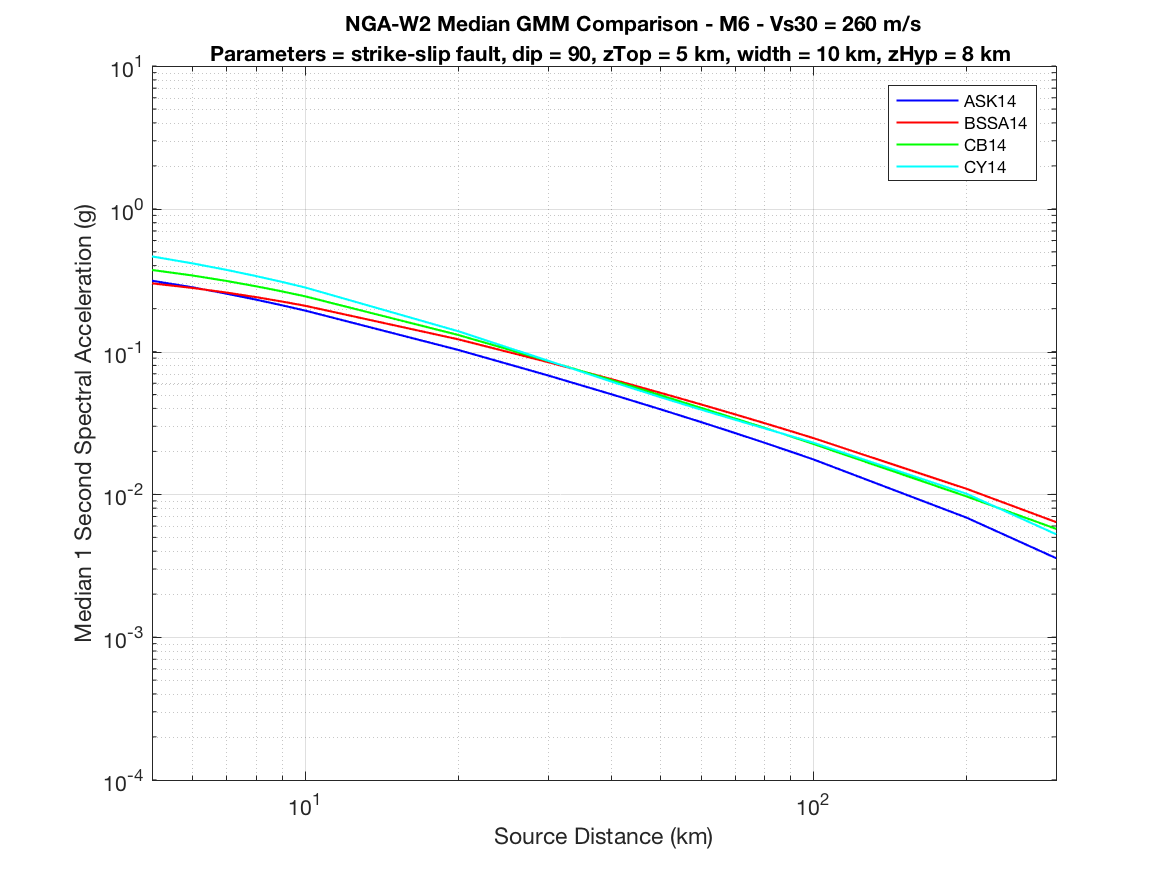 NGA-W2 Median GMM Comparison - M6 - Vs30 = 260 m/s
Parameters = strike-slip fault, dip = 90, zTop = 5 km, width = 10 km, zHyp = 8 km
10^1
10^0
10^-1
10^-2
10^-3
10^-4
Median 1 Second Spectral Acceleration (g)
ASK14
BSSA14
CB14
CY14
10^1
10^2
Source Distance (km)